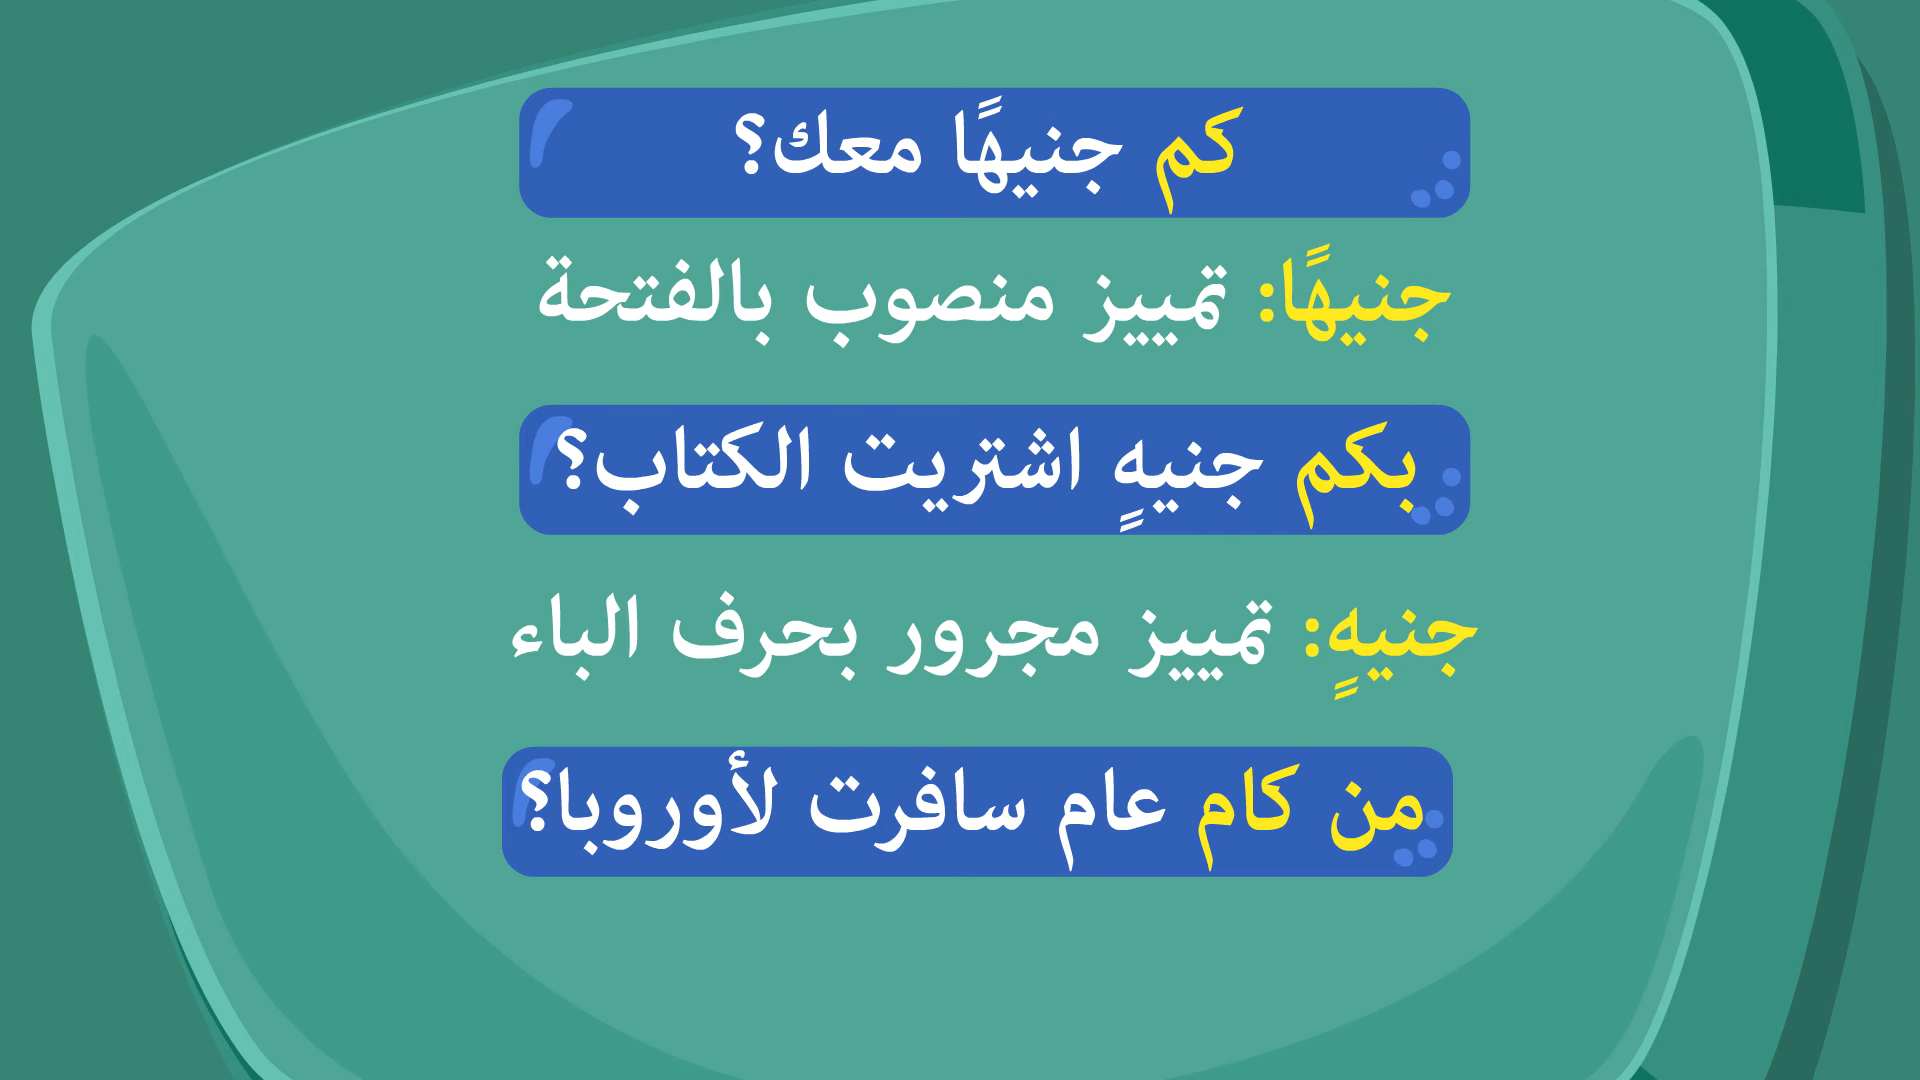 كم جنيهًا معك؟
جنيهًا: تمييز منصوب بالفتحة
بكم جنيهٍ اشتريت الكتاب؟
جنيهٍ: تمييز مجرور بحرف الباء
من كام عام سافرت لأوروبا؟